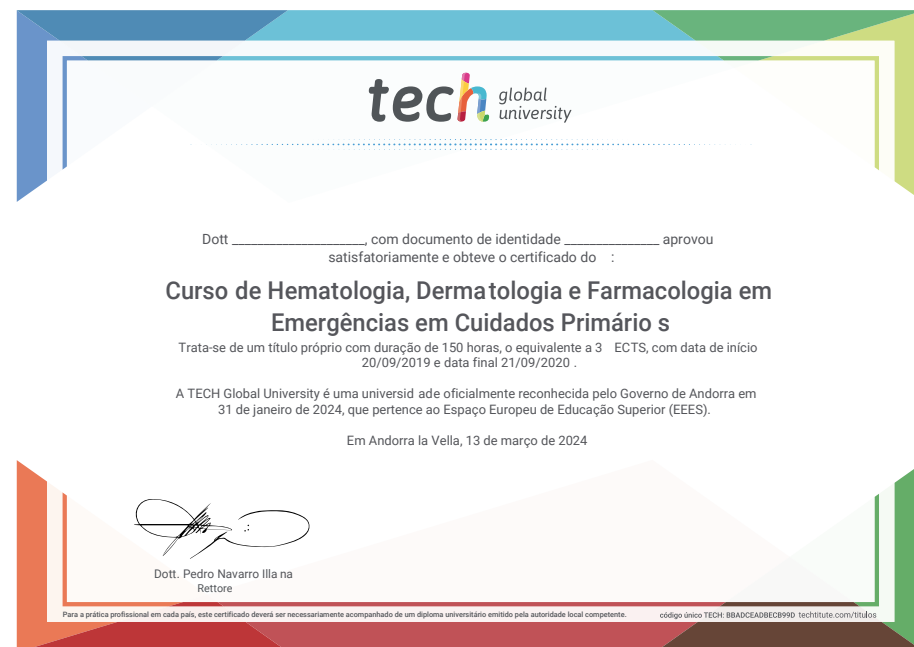 tech global university
Dott ____________________, com documento de identidade ______________ aprovou
satisfatoriamente e obteve o certificado do :
Curso de Hematologia, Dermatologia e Farmacologia em
Emergências em Cuidados Primário s
Trata-se de um título próprio com duração de 150 horas, o equivalente a 3 ECTS, com data de início
20/09/2019 e data final 21/09/2020 .
A TECH Global University é uma universid ade oficialmente reconhecida pelo Governo de Andorra em
31 de janeiro de 2024, que pertence ao Espaço Europeu de Educação Superior (EEES).
Em Andorra la Vella, 13 de março de 2024
Dott. Pedro Navarro Illa na
Rettore
Para a prática profissional em cada país, este certificado deverá ser necessariamente acompanhado de um diploma universitário emitido pela autoridade local competente. código único TECH: BBADCEADBECB99D techtitute.com/titulos